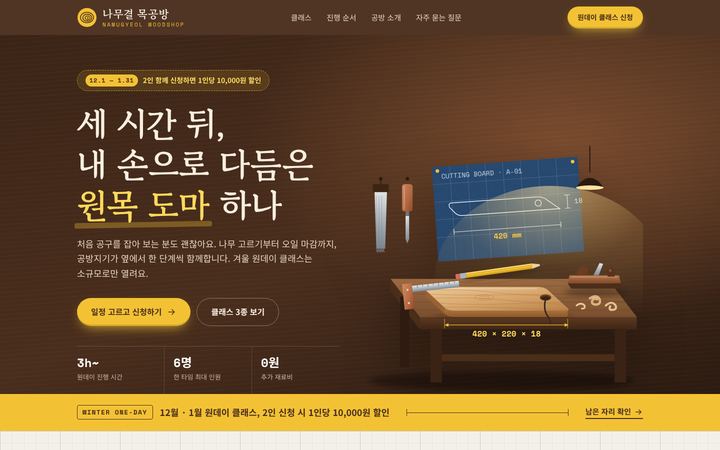 나무결 목공방
NAMUGYEOL WOODSHOP
클래스 진행 순서 공방 소개 자주 묻는 질문
원데이 클래스 신청
12.1 — 1.31 2인 함께 신청하면 1인당 10,000원 할인
세 시간 뒤,
내 손으로 다듬은
원목 도마 하나
처음 공구를 잡아 보는 분도 괜찮아요. 나무 고르기부터 오일 마감까지,
공방지기가 옆에서 한 단계씩 함께합니다. 겨울 원데이 클래스는
소규모로만 열려요.
일정 고르고 신청하기 →
클래스 3종 보기
3h~
원데이 진행 시간
6명
한 타임 최대 인원
0원
추가 재료비
CUTTING BOARD · A-01
18
420 mm
420 × 220 × 18
WINTER ONE-DAY 12월 · 1월 원데이 클래스, 2인 신청 시 1인당 10,000원 할인 남은 자리 확인 →